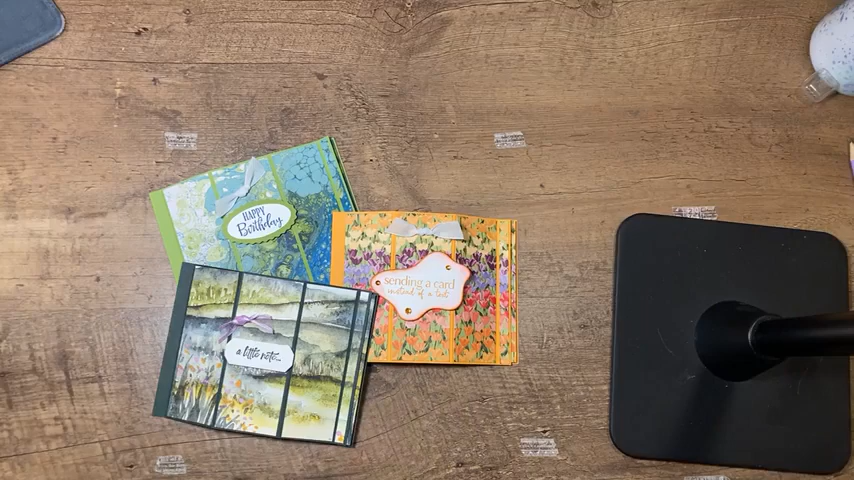 HAPPY
Birthday
sending a card
instead of a text
a little note...